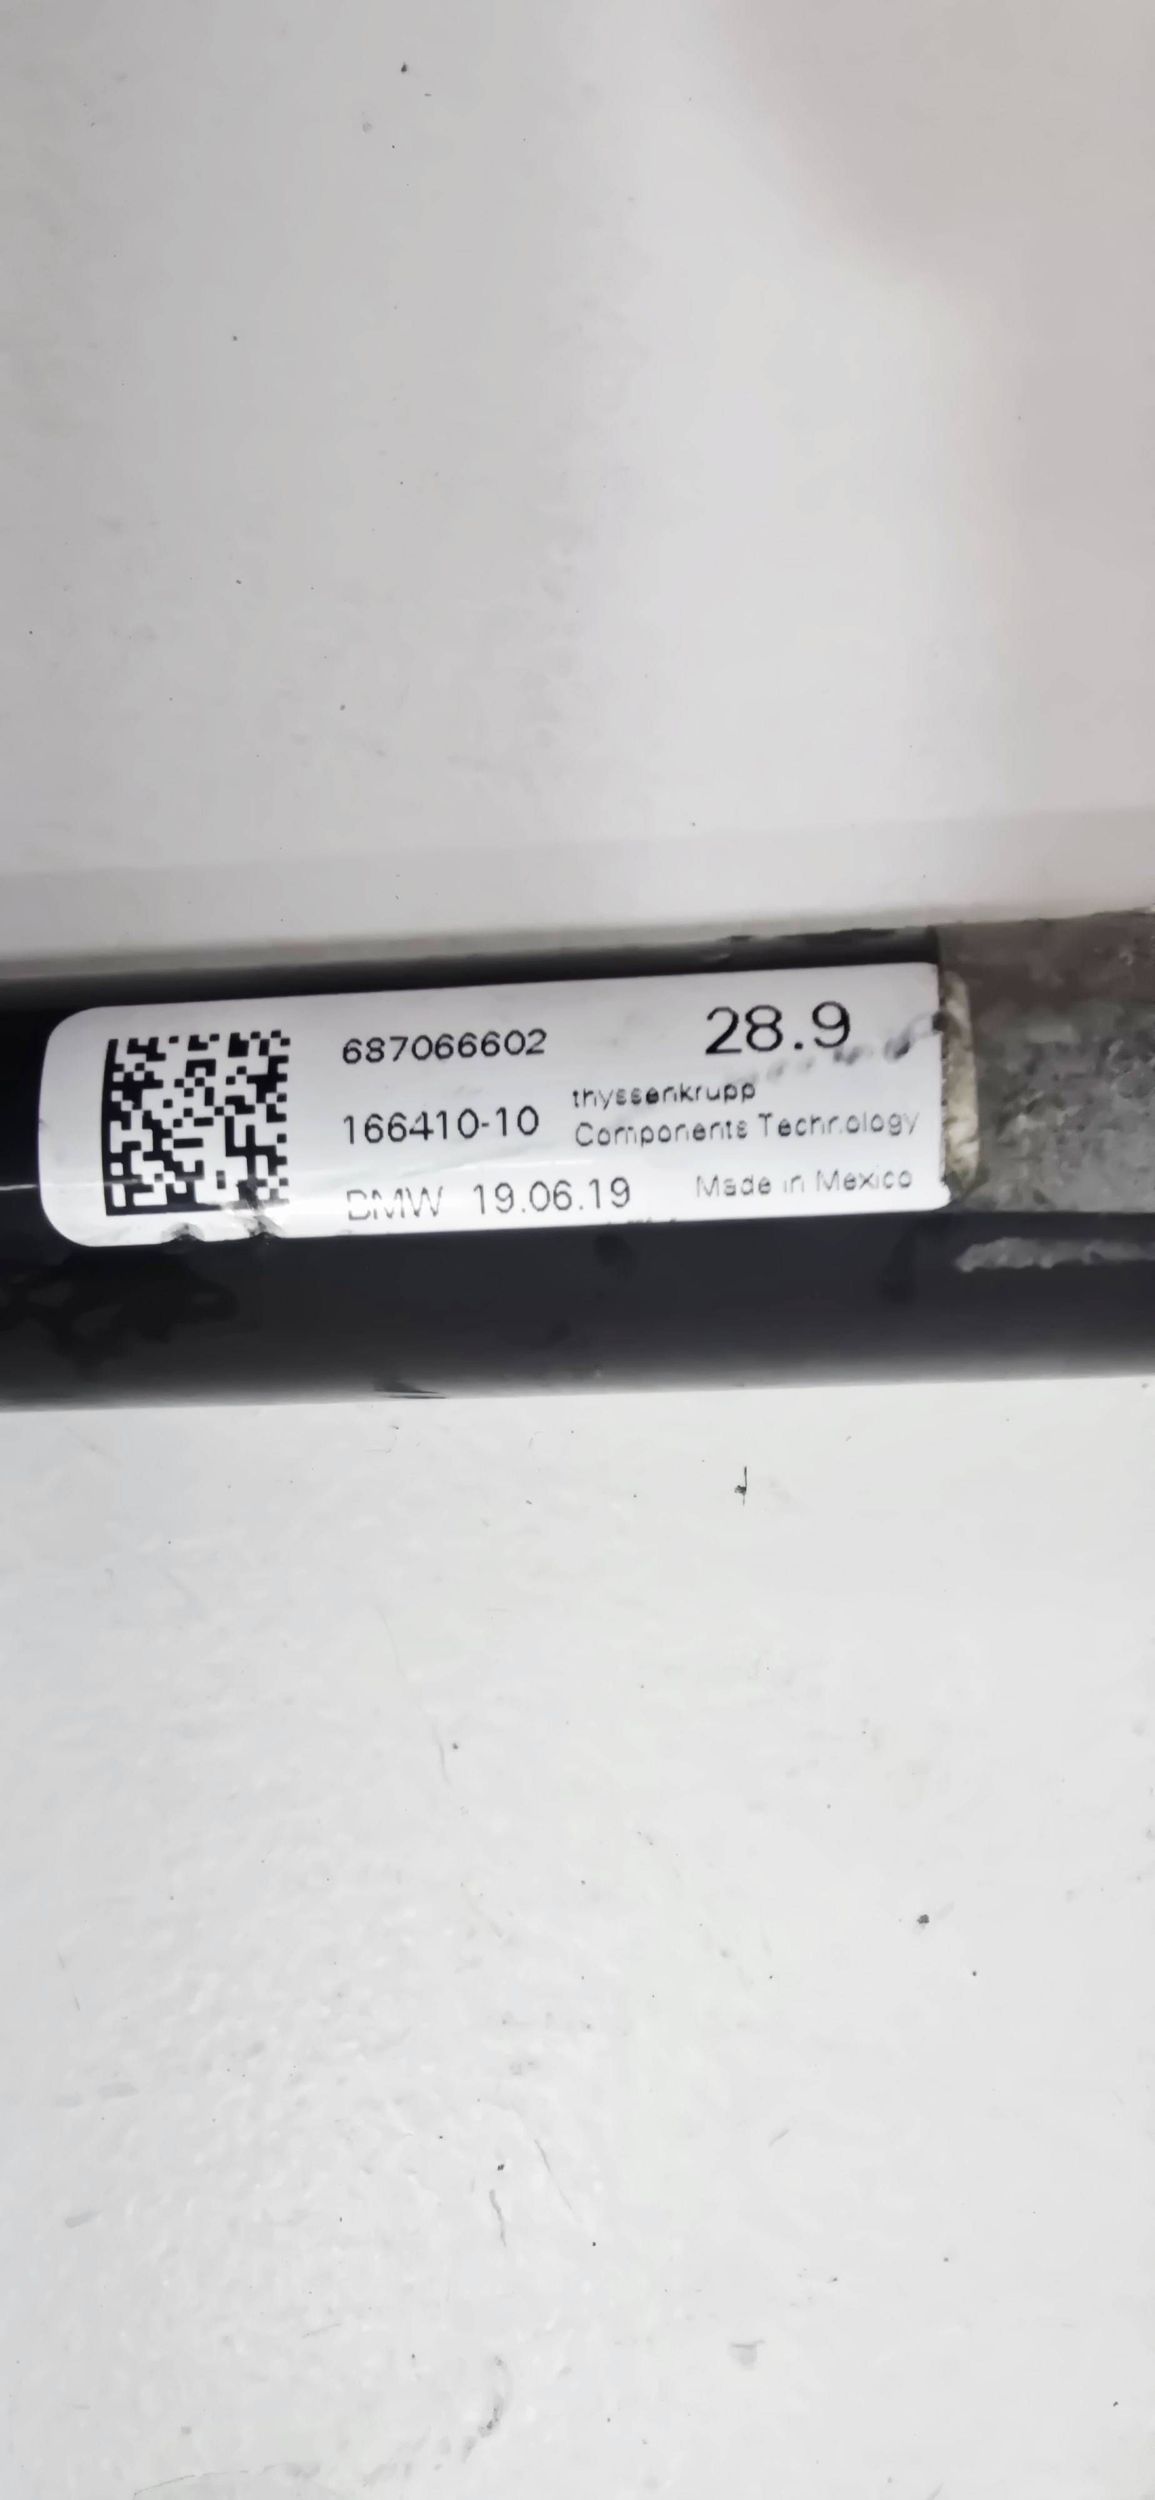 687066602 28.9
166410-10 thyssenkrupp
Components Technology
BMW 19.06.19 Made in Mexico